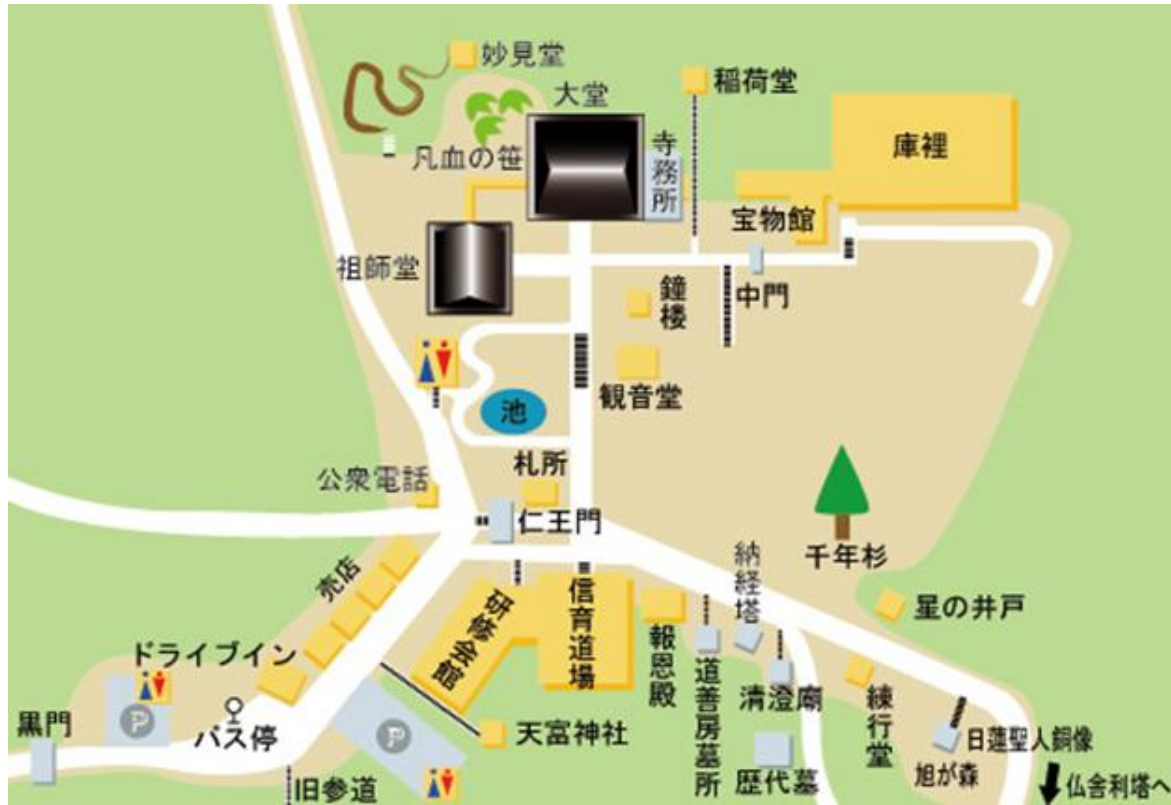 妙見堂
大堂
稲荷堂
庫裡
凡血の笹
寺務所
宝物館
祖師堂
中門
鐘楼
観音堂
池
札所
公衆電話
仁王門
千年杉
納経塔
星の井戸
売店
研修会館
信育道場
報恩殿
道善房墓所
清澄廟
練行堂
ドライブイン
天富神社
黒門
P
バス停
P
旧参道
歴代墓
日蓮聖人銅像
旭が森
仏舎利塔へ